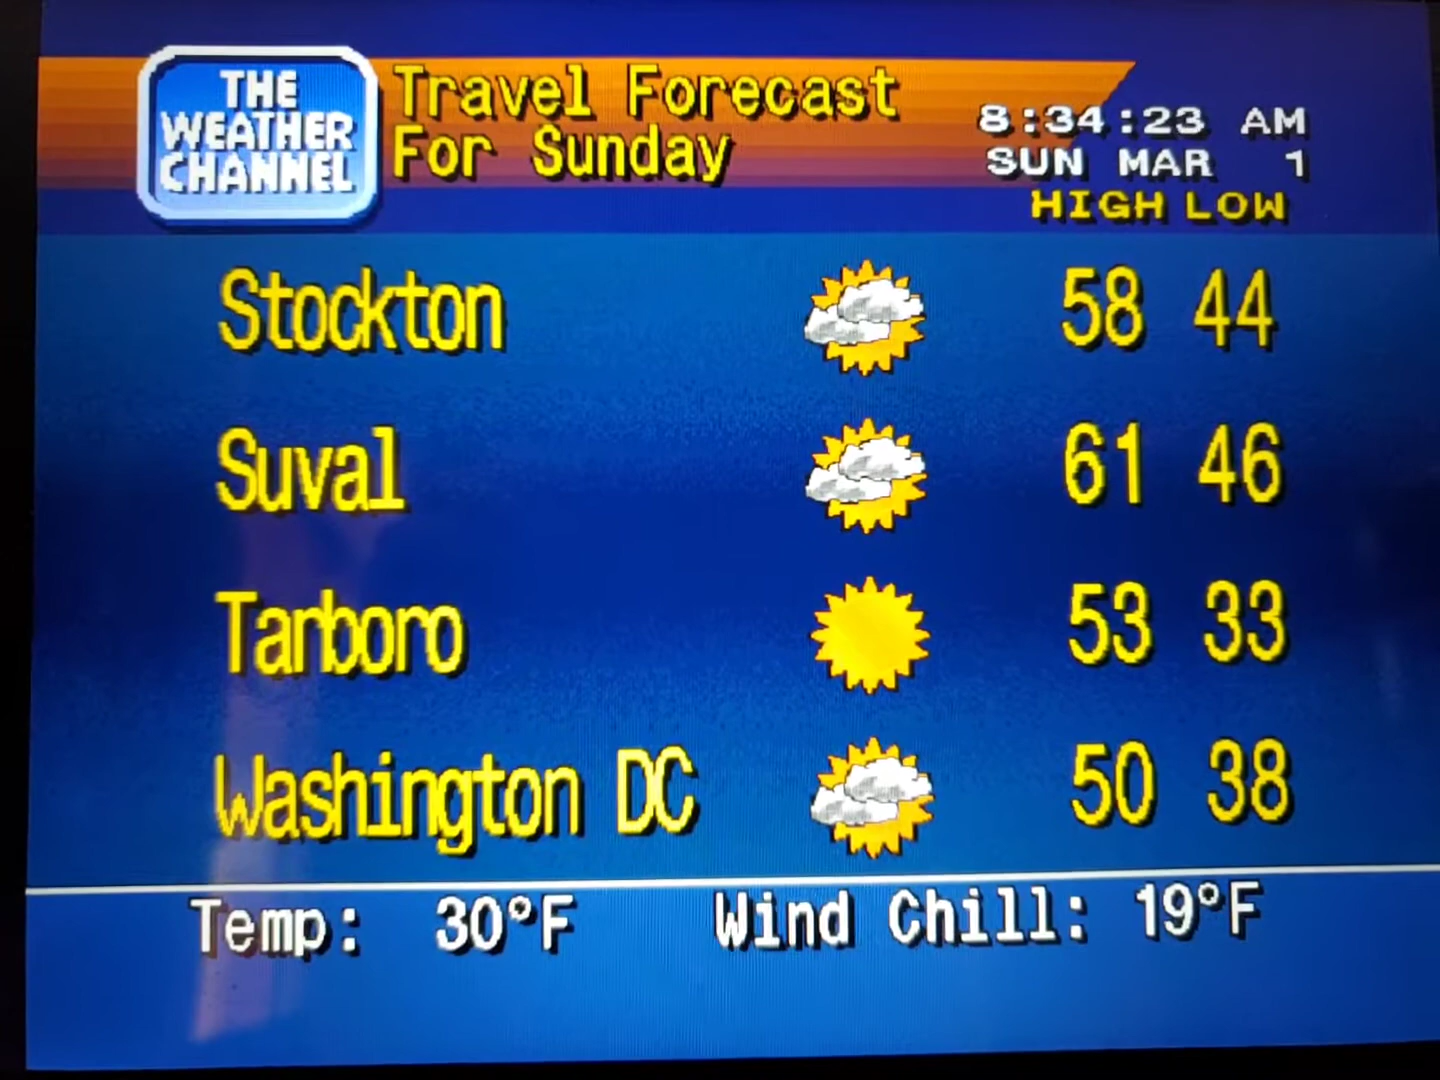 THE
WEATHER
CHANNEL
Travel Forecast
For Sunday
8:34:23 AM
SUN MAR 1
HIGH LOW
Stockton 58 44
Suval 61 46
Tarboro 53 33
Washington DC 50 38
Temp: 30°F Wind Chill: 19°F